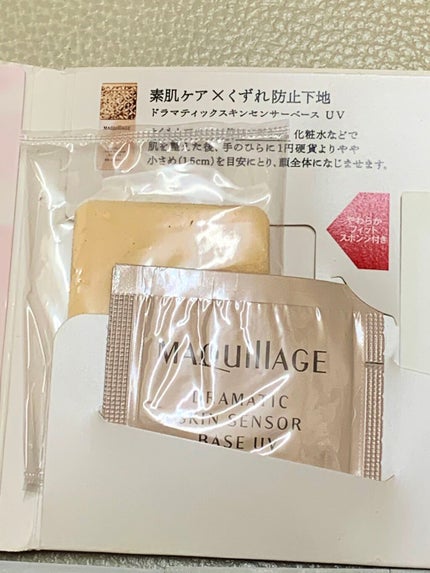 素肌ケア×くずれ防止下地
ドラマティックスキンセンサーベース UV
化粧水などで
肌を整えた後、手のひらに1円硬貨よりやや
小さめ(1.5cm)を目安にとり、顔全体になじませます。
やわらか
フィット
スポンジ付き
MAQuillAGE
DRAMATIC
SKIN SENSOR
BASE UV